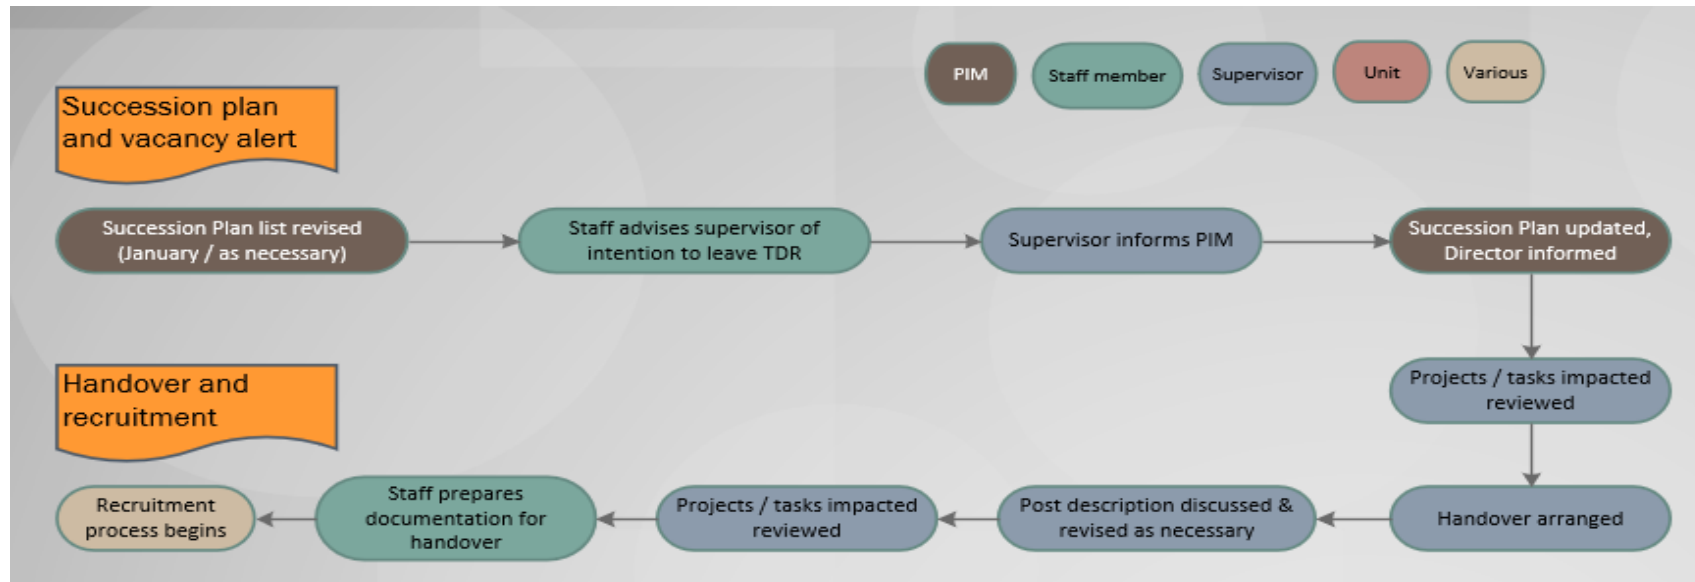 PIM
Staff member
Supervisor
Unit
Various
Succession plan
and vacancy alert
Succession Plan list revised
(January / as necessary)
Staff advises supervisor of
intention to leave TDR
Supervisor informs PIM
Succession Plan updated,
Director informed
Projects / tasks impacted
reviewed
Handover and
recruitment
Handover arranged
Post description discussed &
revised as necessary
Projects / tasks impacted
reviewed
Staff prepares
documentation for
handover
Recruitment
process begins